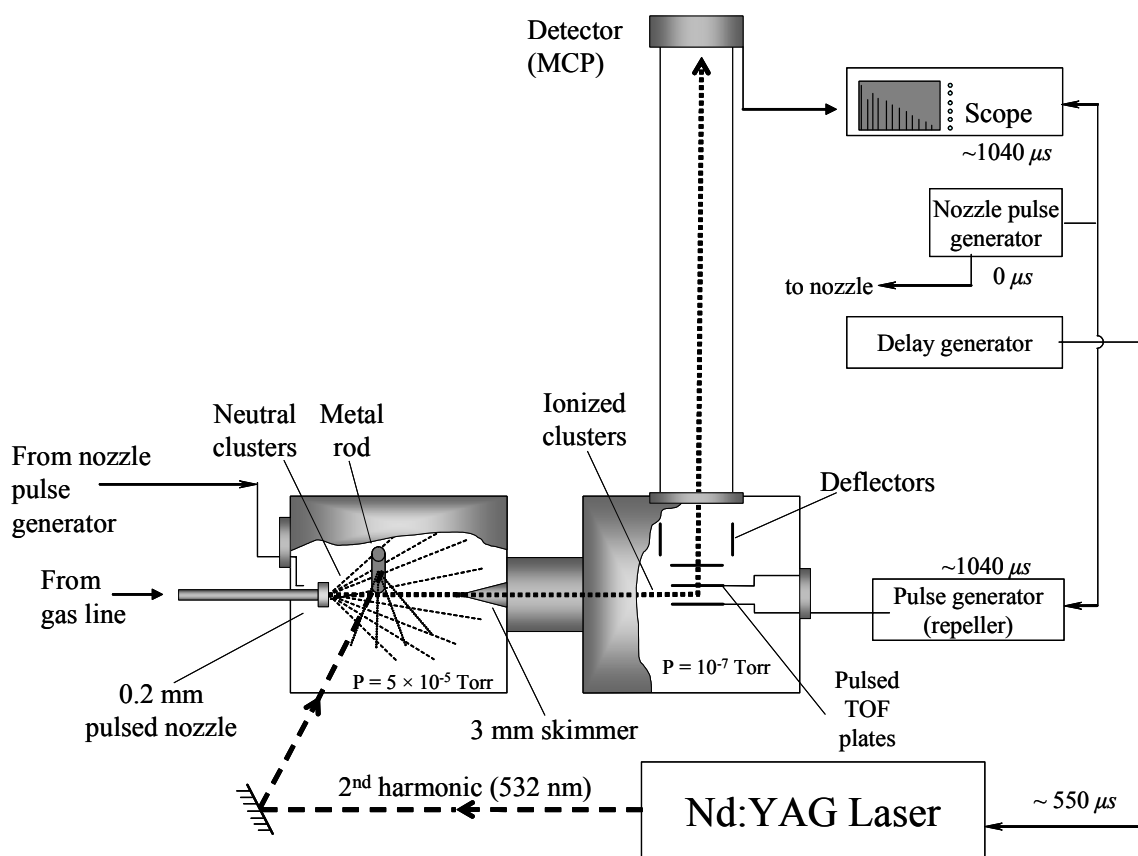 Detector
(MCP)
Scope
~1040 µs
Nozzle pulse
generator
0 µs
to nozzle
Delay generator
Neutral
clusters
Metal
rod
Ionized
clusters
From nozzle
pulse
generator
Deflectors
From
gas line
~1040 µs
Pulse generator
(repeller)
P = 5 × 10⁻⁵ Torr
P = 10⁻⁷ Torr
0.2 mm
pulsed nozzle
3 mm skimmer
Pulsed
TOF
plates
2ⁿᵈ harmonic (532 nm)
Nd:YAG Laser
~ 550 µs